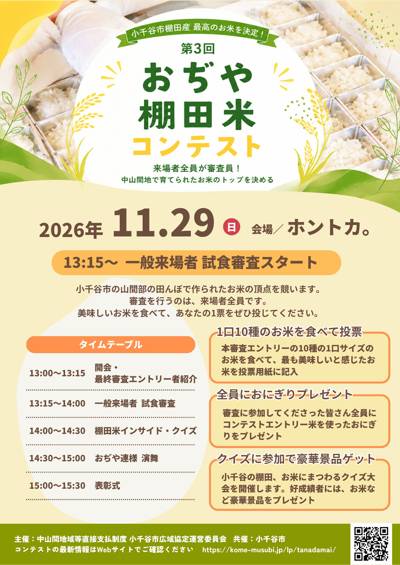 小千谷市棚田産 最高のお米を決定！
第3回
おぢや
棚田米
コンテスト
来場者全員が審査員！
中山間地で育てられたお米のトップを決める
2026年 11.29 日 会場／ホントカ。
13:15～ 一般来場者 試食審査スタート
小千谷市の山間部の田んぼで作られたお米の頂点を競います。
審査を行うのは、来場者全員です。
美味しいお米を食べて、あなたの1票をぜひ投じてください。
タイムテーブル
13:00～13:15 開会・
最終審査エントリー者紹介
13:15～14:00 一般来場者 試食審査
14:00～14:30 棚田米インサイド・クイズ
14:30～15:00 おぢや連様 演舞
15:00～15:30 表彰式
1口10種のお米を食べて投票
本審査エントリーの10種の1口サイズの
お米を食べて、最も美味しいと感じたお
米を投票用紙に記入
全員におにぎりプレゼント
審査に参加してくださった皆さん全員に
コンテストエントリー米を使ったおにぎ
りをプレゼント
クイズに参加で豪華景品ゲット
小千谷の棚田、お米にまつわるクイズ大
会を開催します。好成績者には、お米な
ど豪華景品をプレゼント
主催：中山間地域等直接支払制度 小千谷市広域協定運営委員会 共催：小千谷市
コンテストの最新情報はWebサイトでご確認ください https://kome-musubi.jp/lp/tanadamai/